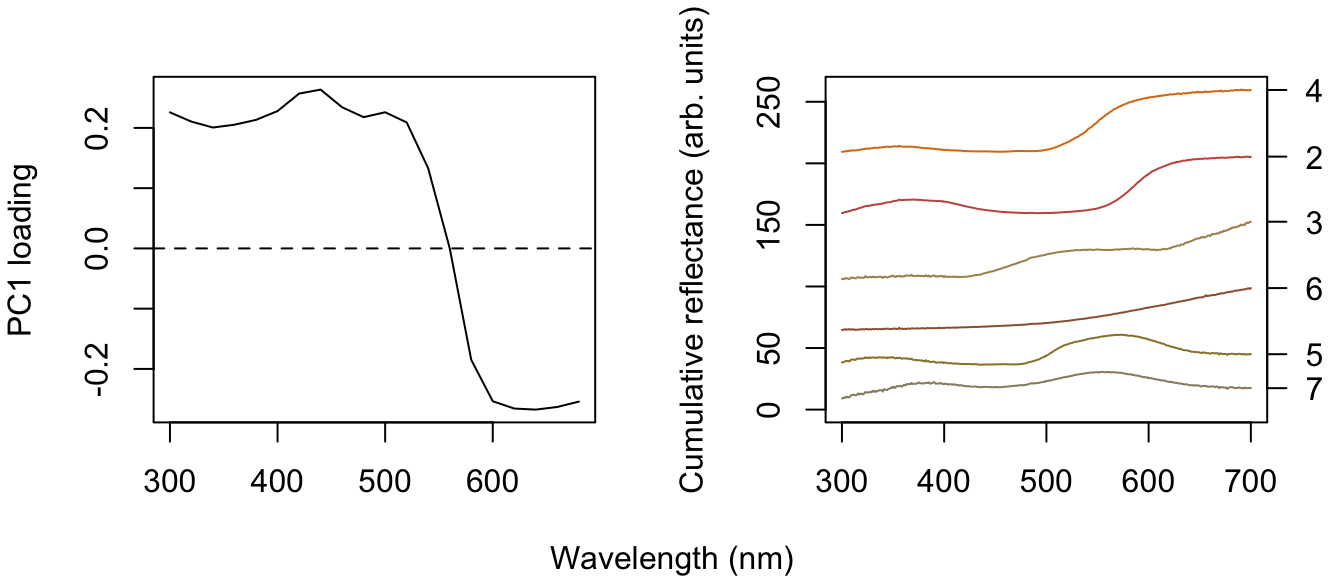 PC1 loading
0.2
0.0
-0.2
300 400 500 600
Cumulative reflectance (arb. units)
250
150
50
0
4
2
3
6
5
7
300 400 500 600 700
Wavelength (nm)